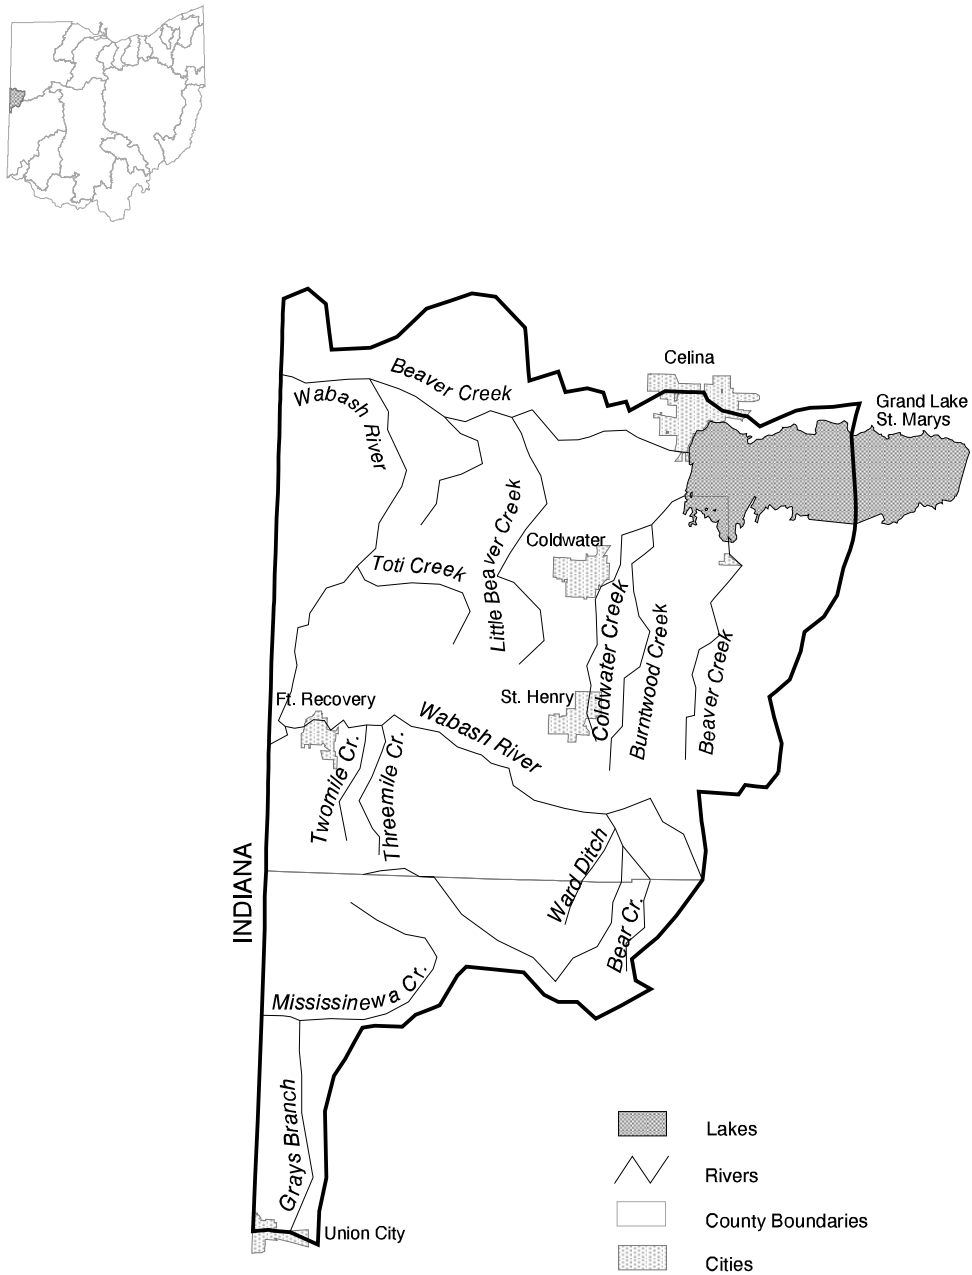 Celina
Beaver Creek
Grand Lake
St. Marys
Wabash River
Little Beaver Creek
Coldwater
Toti Creek
Coldwater Creek
Burntwood Creek
Beaver Creek
Ft. Recovery
St. Henry
Wabash River
Twomile Cr.
Threemile Cr.
Ward Ditch
INDIANA
Bear Cr.
Mississinewa Cr.
Grays Branch
Union City
Lakes
Rivers
County Boundaries
Cities